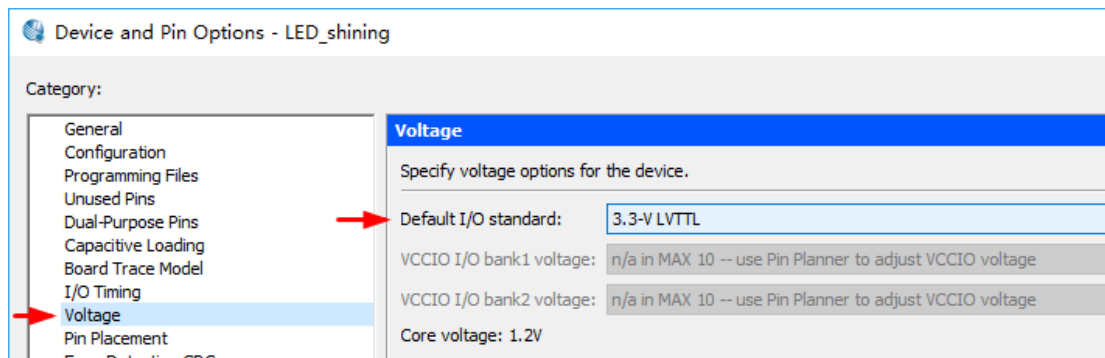 Device and Pin Options - LED_shining
Category:
General
Configuration
Programming Files
Unused Pins
Dual-Purpose Pins
Capacitive Loading
Board Trace Model
I/O Timing
Voltage
Pin Placement
Voltage
Specify voltage options for the device.
Default I/O standard: 3.3-V LVTTL
VCCIO I/O bank1 voltage: n/a in MAX 10 -- use Pin Planner to adjust VCCIO voltage
VCCIO I/O bank2 voltage: n/a in MAX 10 -- use Pin Planner to adjust VCCIO voltage
Core voltage: 1.2V